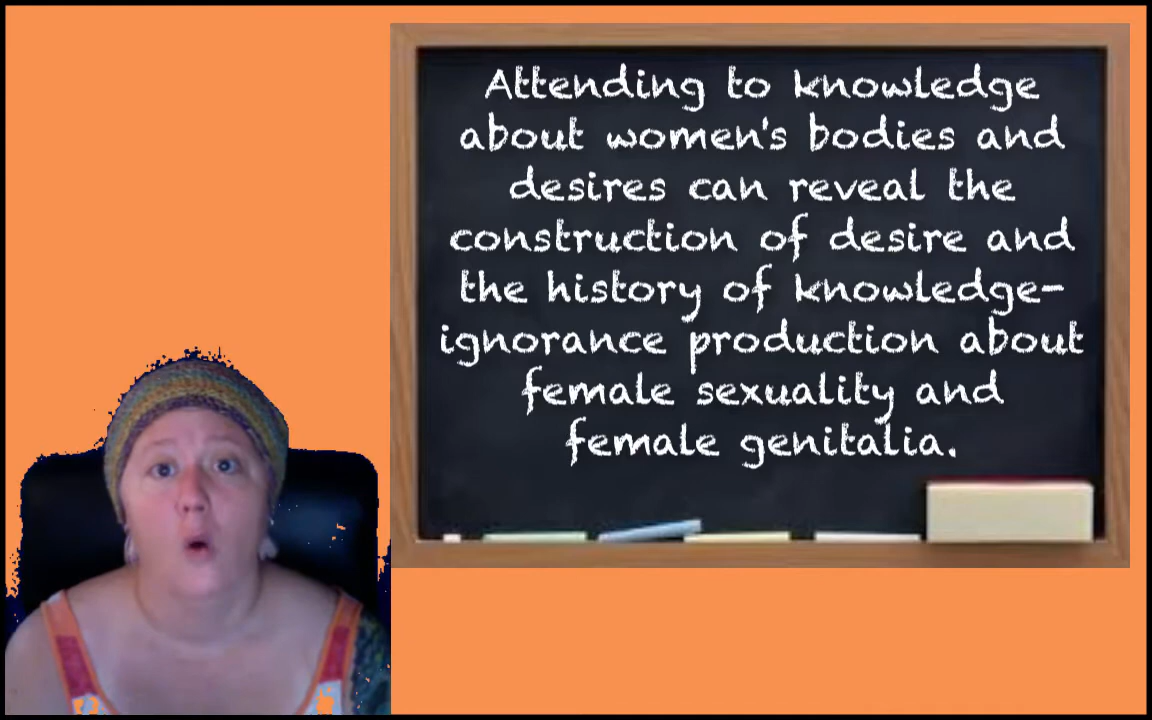 Attending to knowledge
about women's bodies and
desires can reveal the
construction of desire and
the history of knowledge-
ignorance production about
female sexuality and
female genitalia.